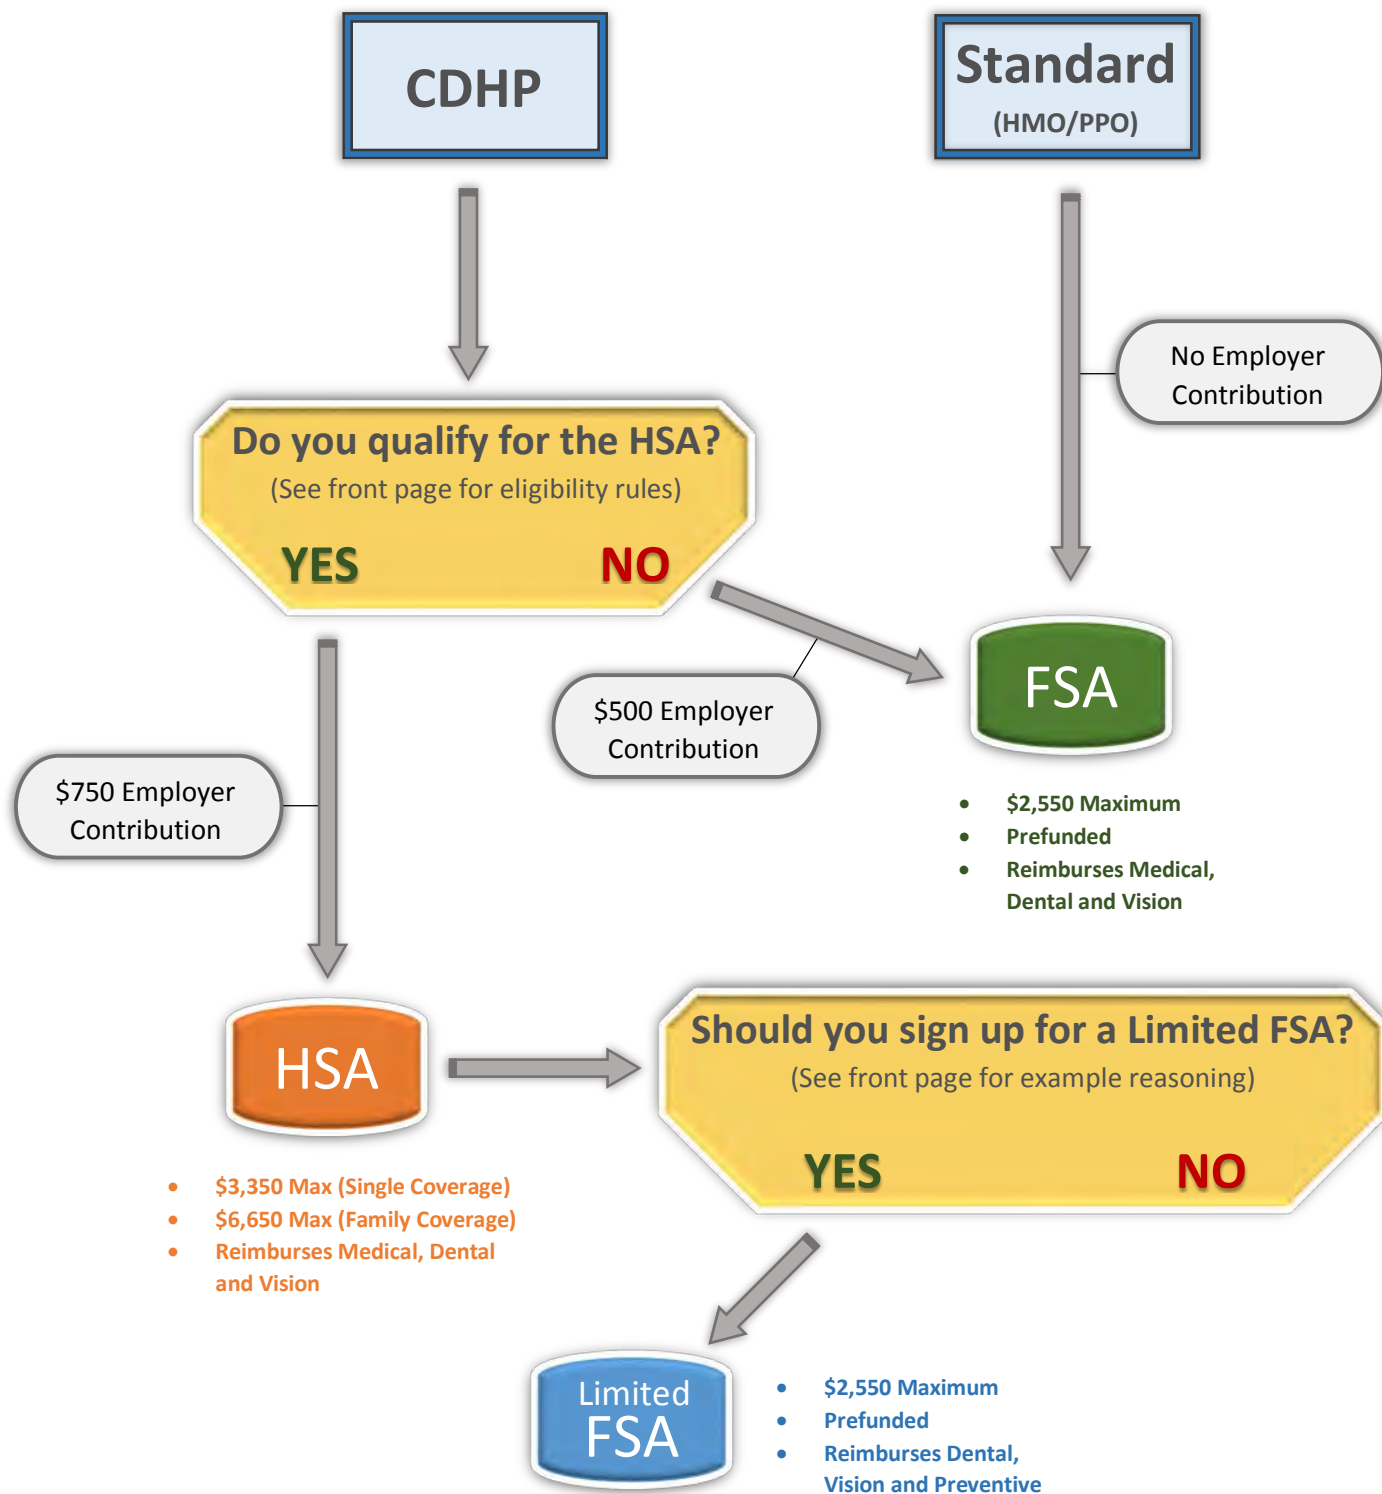 CDHP
Standard
(HMO/PPO)
No Employer
Contribution
Do you qualify for the HSA?
(See front page for eligibility rules)
YES
NO
FSA
$500 Employer
Contribution
$750 Employer
Contribution
• $2,550 Maximum
• Prefunded
• Reimburses Medical,
Dental and Vision
HSA
Should you sign up for a Limited FSA?
(See front page for example reasoning)
YES
NO
• $3,350 Max (Single Coverage)
• $6,650 Max (Family Coverage)
• Reimburses Medical, Dental
and Vision
Limited
FSA
• $2,550 Maximum
• Prefunded
• Reimburses Dental,
Vision and Preventive